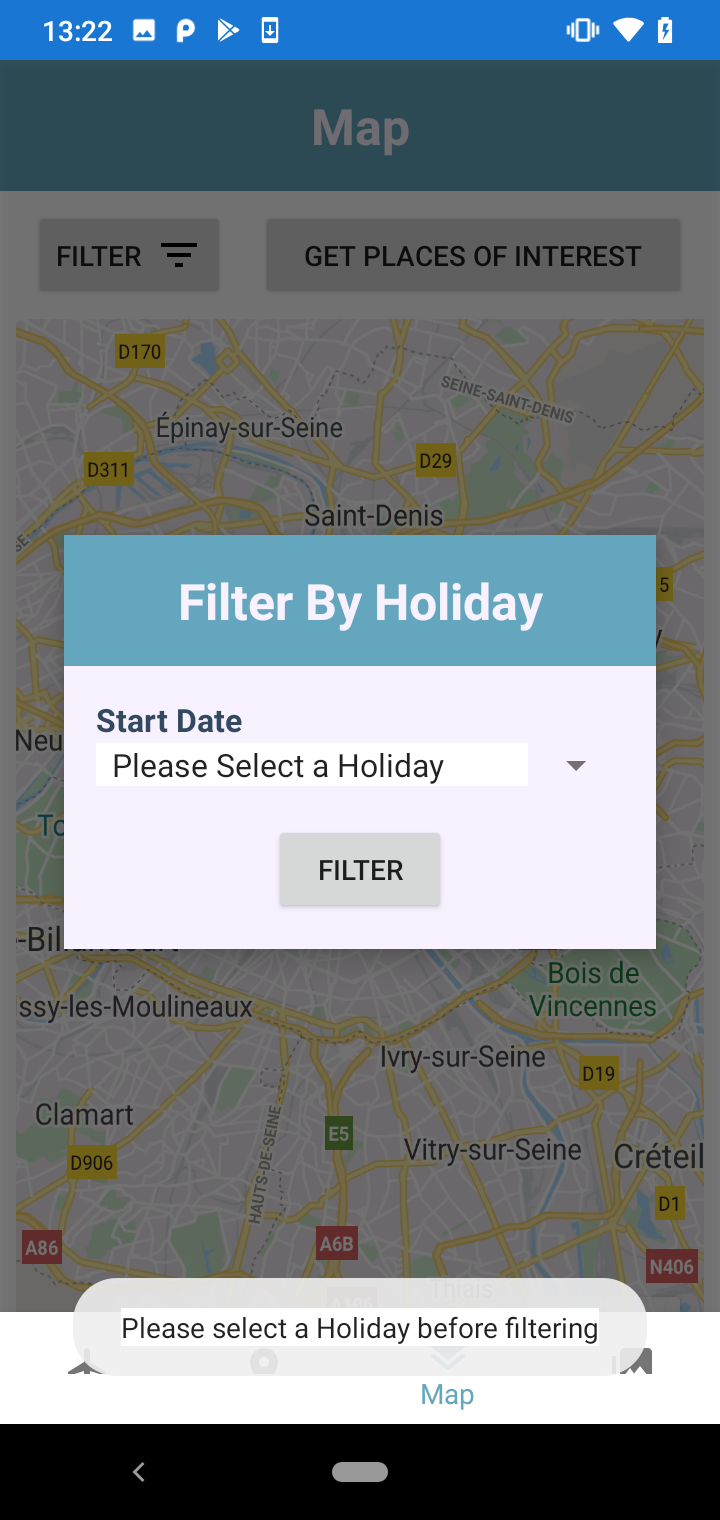 13:22
Map
FILTER
GET PLACES OF INTEREST
D170
SEINE-SAINT-DENIS
Épinay-sur-Seine
D29
D311
Saint-Denis
Filter By Holiday
5
Neu
Start Date
Please Select a Holiday
To
FILTER
-Billancourt
Bois de
Vincennes
ssy-les-Moulineaux
Ivry-sur-Seine
D19
Clamart
E5
HAUTS-DE-SEINE
Vitry-sur-Seine
Créteil
D906
D1
A86
A6B
N406
Thiais
A106
Please select a Holiday before filtering
Map